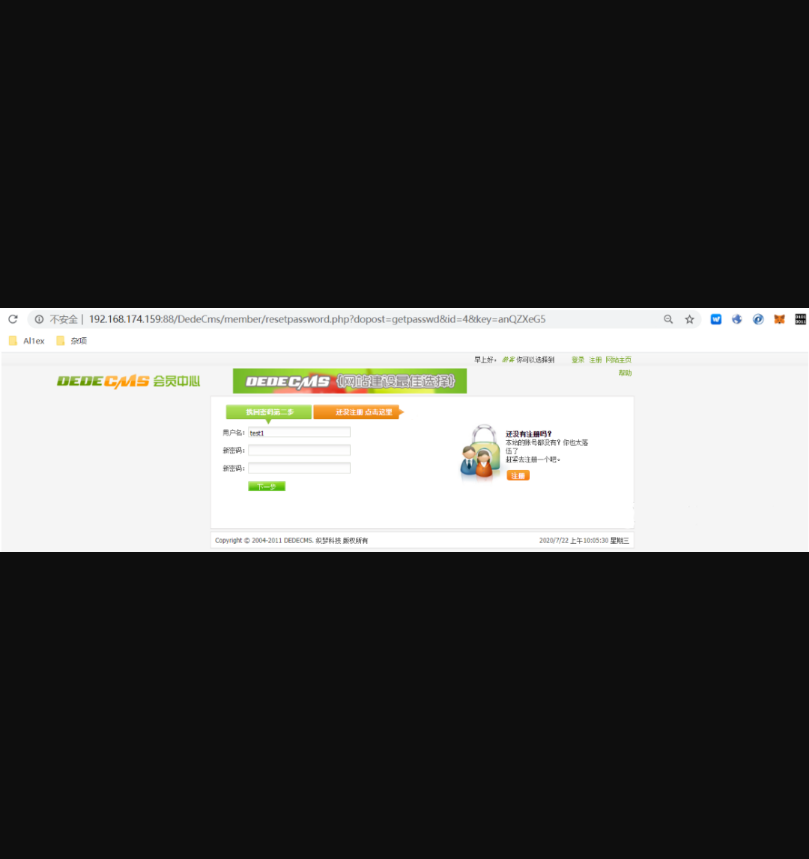 不安全 | 192.168.174.159:88/DedeCms/member/resetpassword.php?dopost=getpasswd&id=4&key=anQZXeG5
Al1ex 杂项
早上好， 你可以选择到 登录 注册 网站主页
帮助
DEDECMS 会员中心
DEDECMS 《网站建设最佳选择》
找回密码第二步 还没注册 点击这里
用户名： test1
新密码：
新密码：
下一步
还没有注册吗？
本站的账号都没有？你也太落
伍了
赶紧去注册一个吧。
注册
Copyright © 2004-2011 DEDECMS. 织梦科技 版权所有
2020/7/22 上午10:05:30 星期三